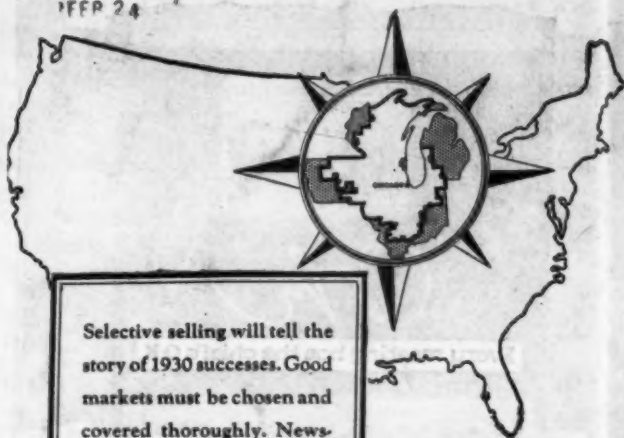 FEB 24
Selective selling will tell the
story of 1930 successes. Good
markets must be chosen and
covered thoroughly. News-